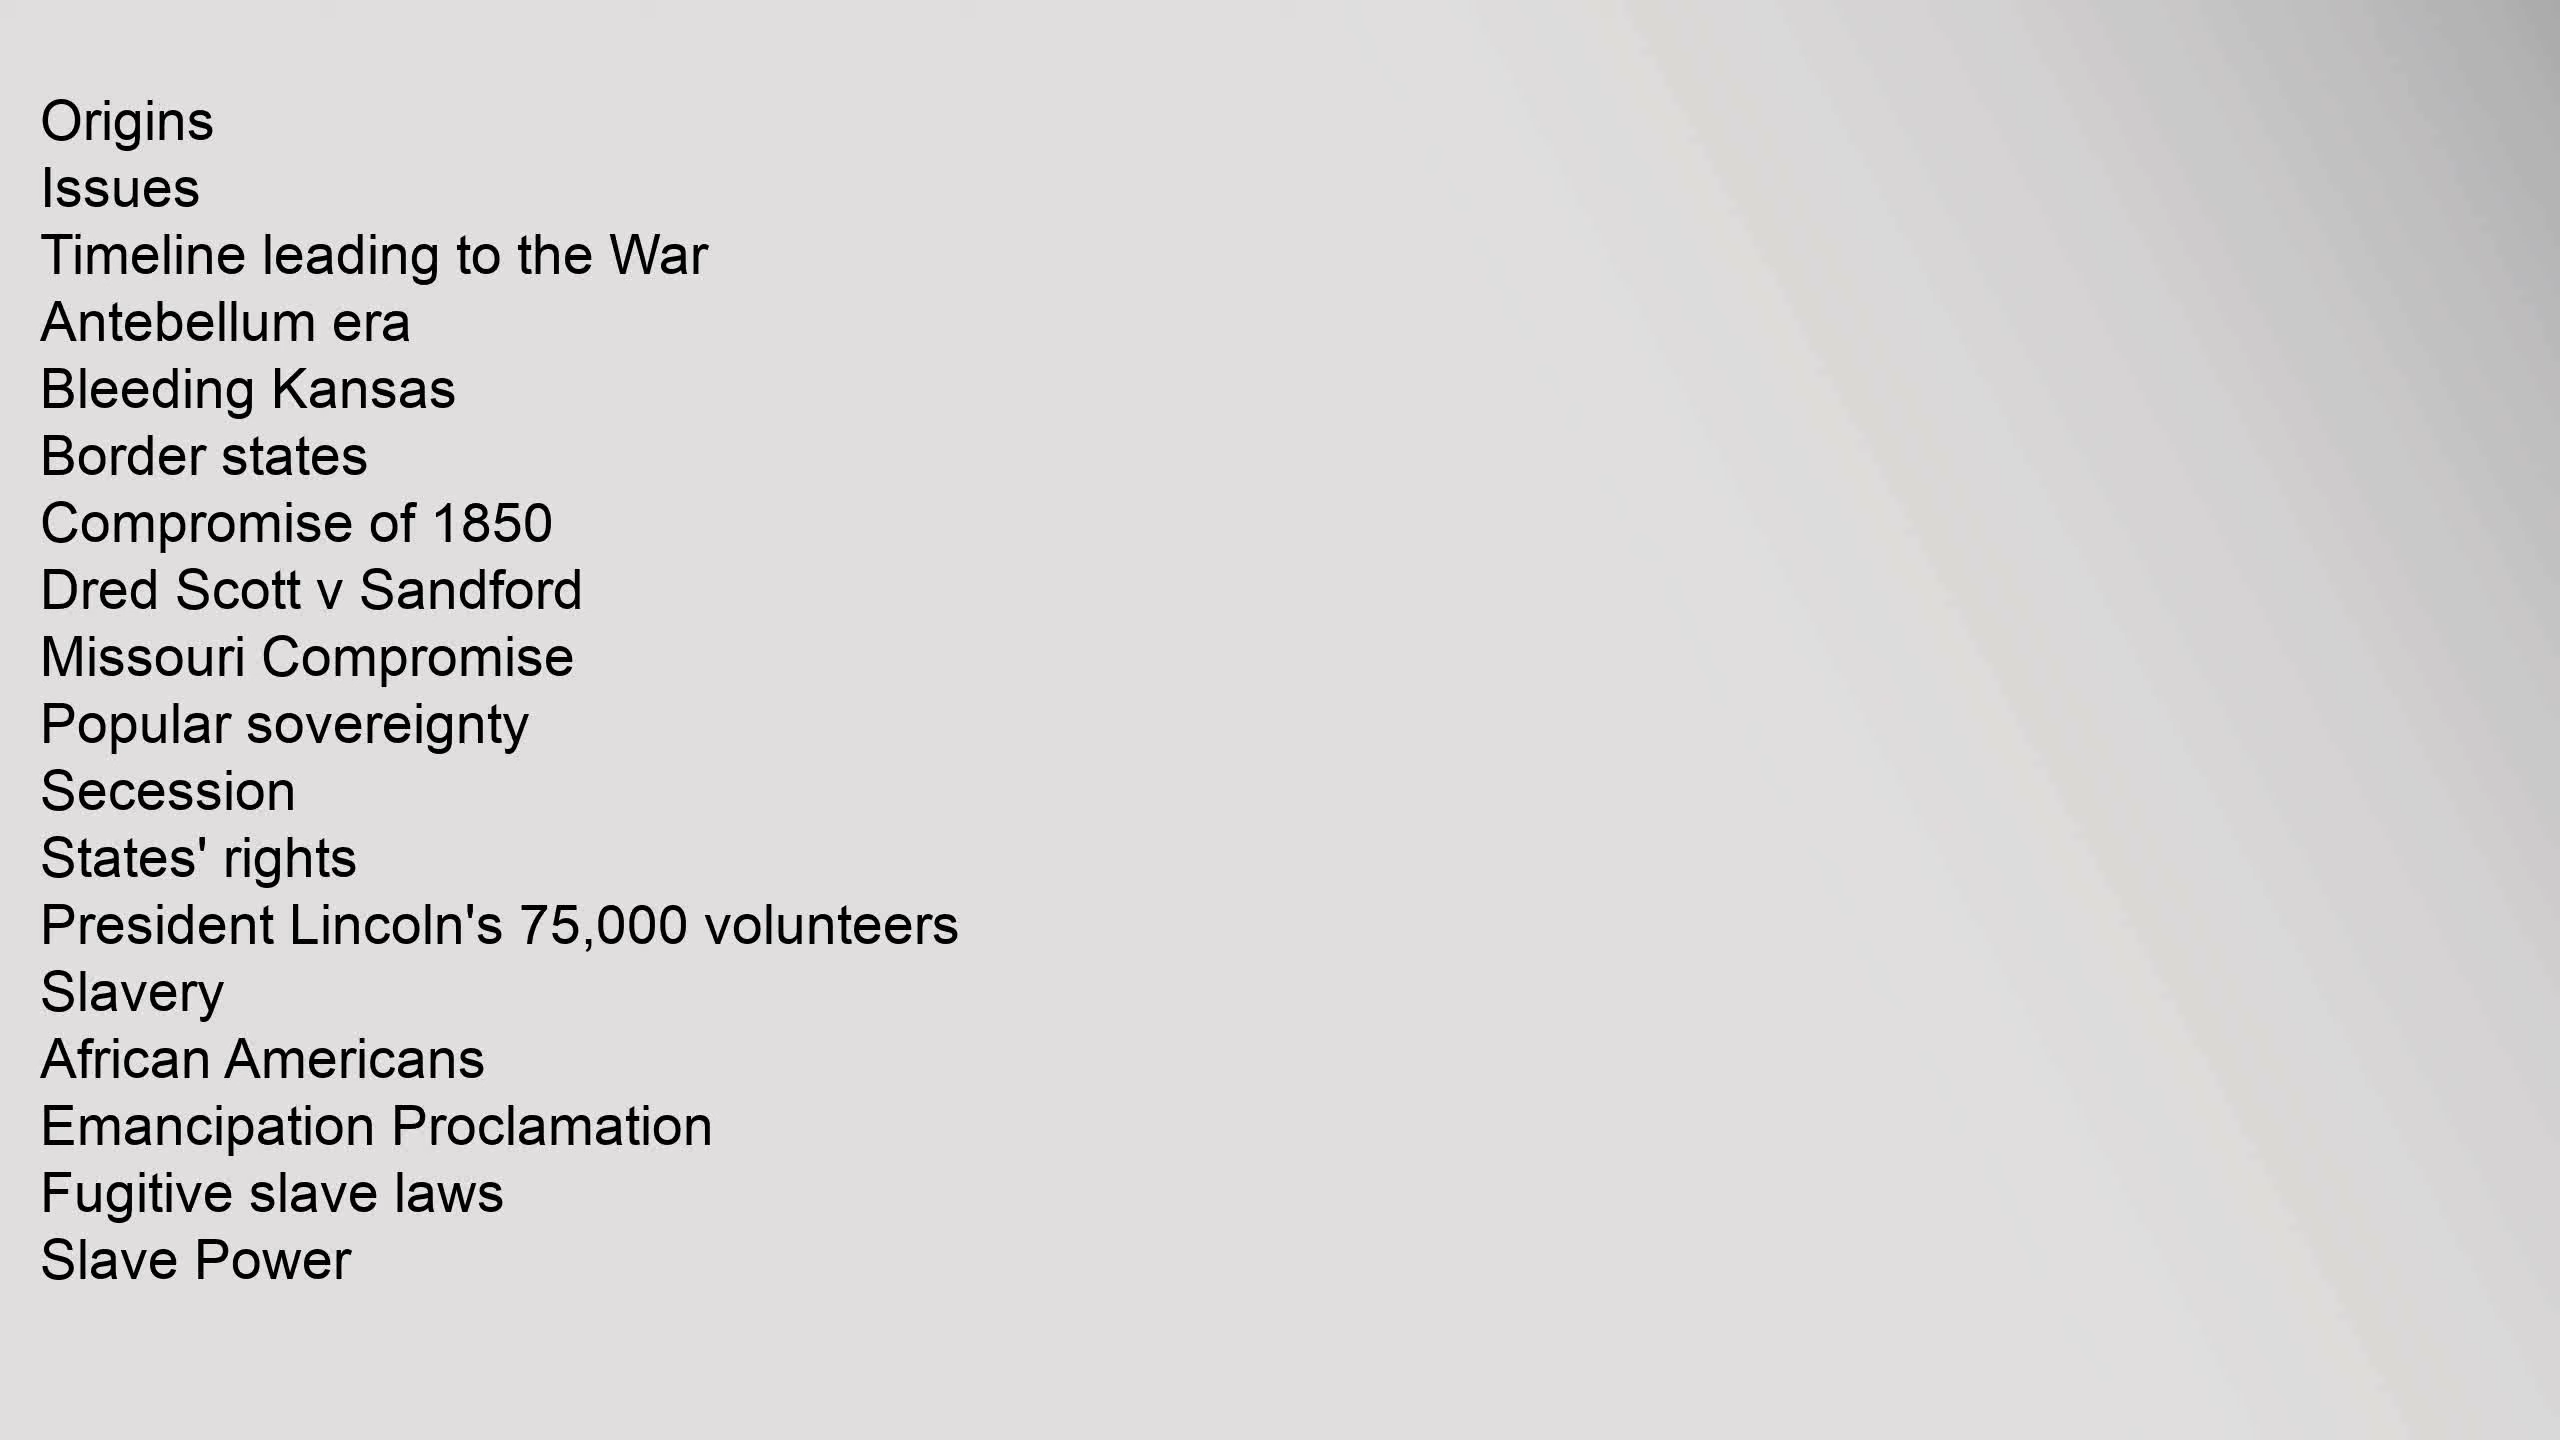 Origins
Issues
Timeline leading to the War
Antebellum era
Bleeding Kansas
Border states
Compromise of 1850
Dred Scott v Sandford
Missouri Compromise
Popular sovereignty
Secession
States' rights
President Lincoln's 75,000 volunteers
Slavery
African Americans
Emancipation Proclamation
Fugitive slave laws
Slave Power